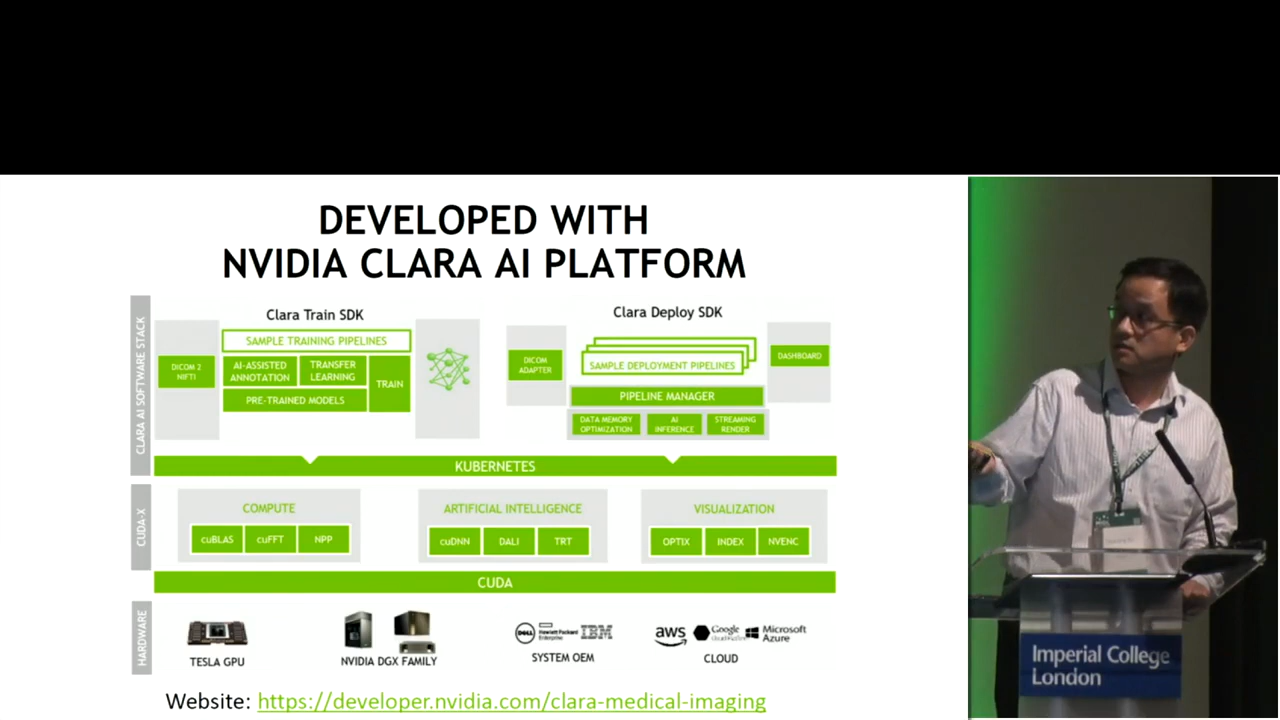 DEVELOPED WITH
NVIDIA CLARA AI PLATFORM
CLARA AI SOFTWARE STACK
Clara Train SDK
SAMPLE TRAINING PIPELINES
DICOM 2
NIFTI
AI-ASSISTED
ANNOTATION
TRANSFER
LEARNING
TRAIN
PRE-TRAINED MODELS
Clara Deploy SDK
DICOM
ADAPTER
SAMPLE DEPLOYMENT PIPELINES
DASHBOARD
PIPELINE MANAGER
DATA MEMORY
OPTIMIZATION
AI
INFERENCE
STREAMING
RENDER
KUBERNETES
CUDA-X
COMPUTE
cuBLAS
cuFFT
NPP
ARTIFICIAL INTELLIGENCE
cuDNN
DALI
TRT
VISUALIZATION
OPTIX
INDEX
NVENC
CUDA
HARDWARE
TESLA GPU
NVIDIA DGX FAMILY
DELL
Hewlett Packard
Enterprise
IBM
SYSTEM OEM
aws
Google
Microsoft
Azure
CLOUD
Website: https://developer.nvidia.com/clara-medical-imaging
Imperial College
London